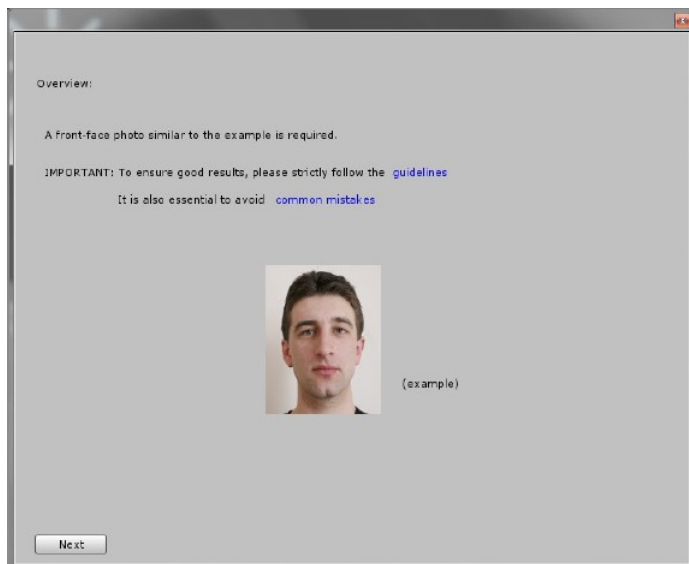 Overview:
A front-face photo similar to the example is required.
IMPORTANT: To ensure good results, please strictly follow the guidelines
It is also essential to avoid common mistakes
(example)
Next